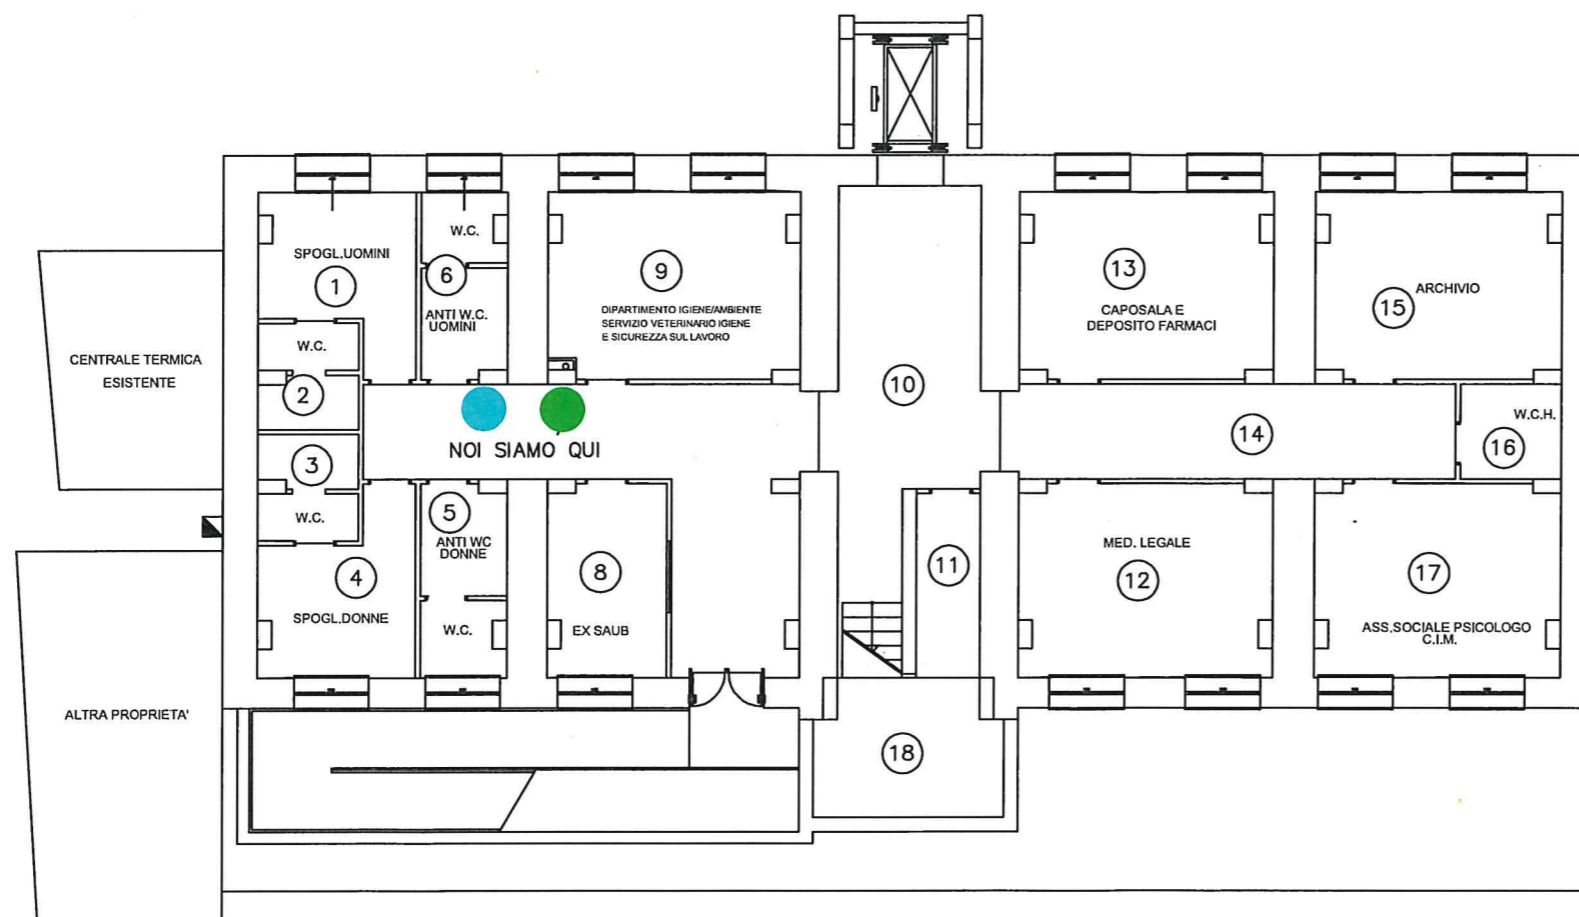 SPOGL.UOMINI
1
W.C.
6
ANTI W.C.
UOMINI
9
DIPARTIMENTO IGIENE/AMBIENTE
SERVIZIO VETERINARIO IGIENE
E SICUREZZA SUL LAVORO
13
CAPOSALA E
DEPOSITO FARMACI
ARCHIVIO
15
CENTRALE TERMICA
ESISTENTE
W.C.
2
10
NOI SIAMO QUI
14
W.C.H.
16
3
W.C.
5
ANTI WC
DONNE
4
SPOGL.DONNE
W.C.
8
EX SAUB
11
MED. LEGALE
12
17
ASS.SOCIALE PSICOLOGO
C.I.M.
ALTRA PROPRIETA'
18